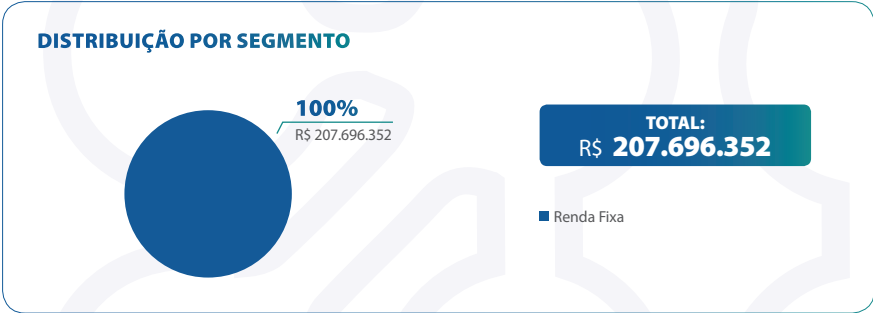 DISTRIBUIÇÃO POR SEGMENTO
100%
R$ 207.696.352
TOTAL:
R$ 207.696.352
Renda Fixa